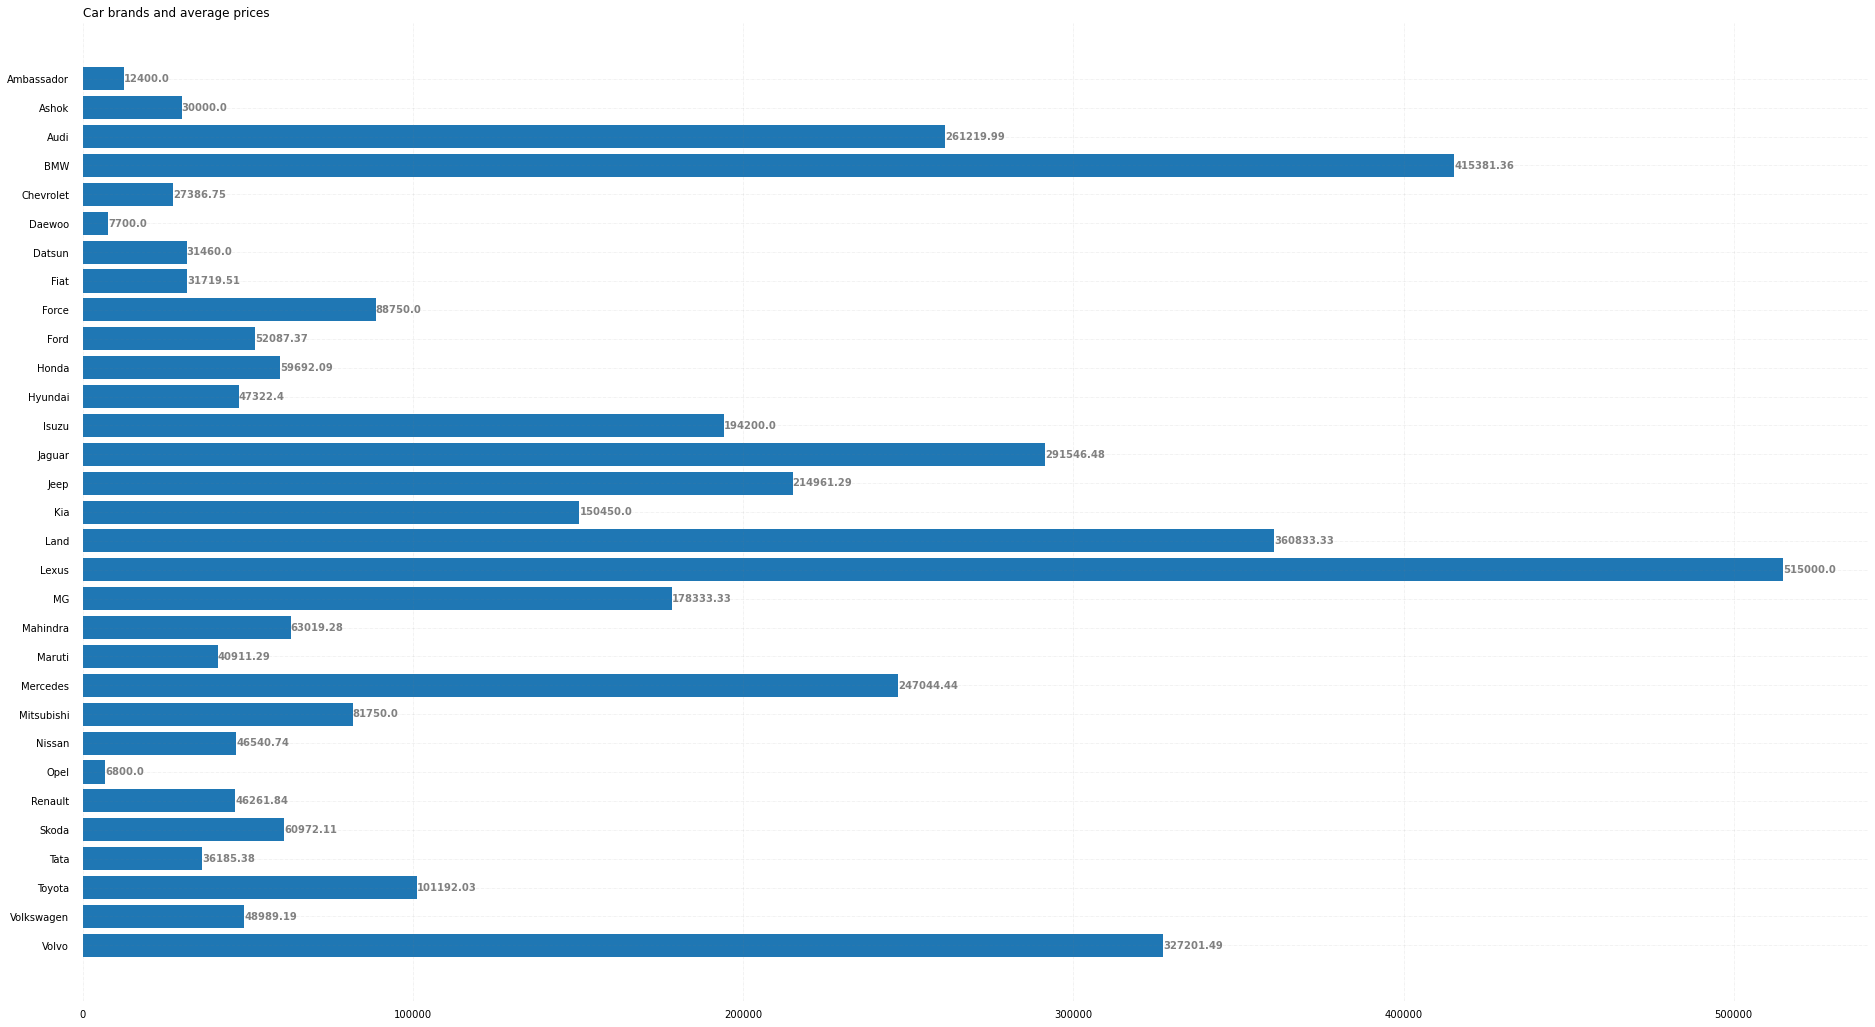 Car brands and average prices
Ambassador 12400.0
Ashok 30000.0
Audi 261219.99
BMW 415381.36
Chevrolet 27386.75
Daewoo 7700.0
Datsun 31460.0
Fiat 31719.51
Force 88750.0
Ford 52087.37
Honda 59692.09
Hyundai 47322.4
Isuzu 194200.0
Jaguar 291546.48
Jeep 214961.29
Kia 150450.0
Land 360833.33
Lexus 515000.0
MG 178333.33
Mahindra 63019.28
Maruti 40911.29
Mercedes 247044.44
Mitsubishi 81750.0
Nissan 46540.74
Opel 6800.0
Renault 46261.84
Skoda 60972.11
Tata 36185.38
Toyota 101192.03
Volkswagen 48989.19
Volvo 327201.49
0 100000 200000 300000 400000 500000